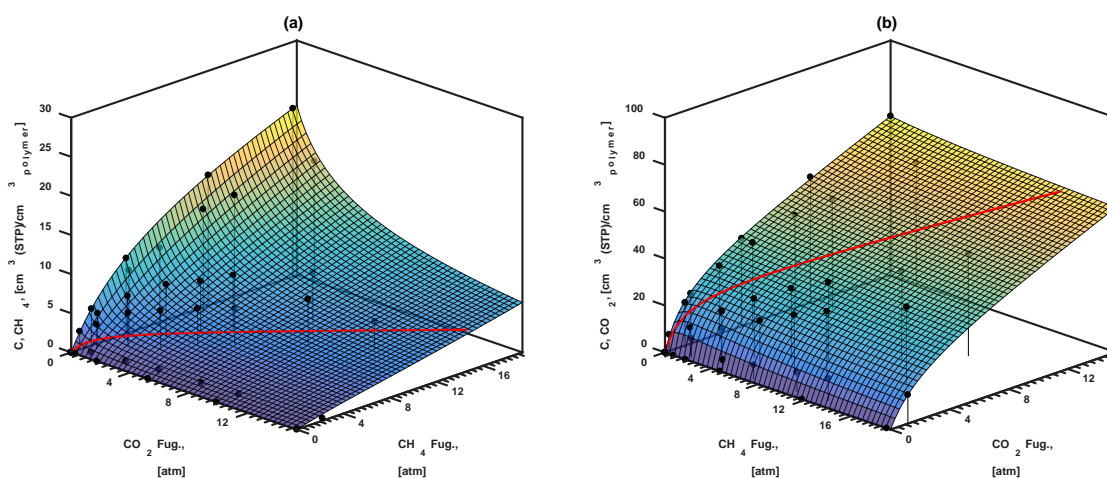 (a)
(b)
C, CH 4 , [cm 3 (STP)/cm 3 polymer]
30
25
20
15
10
5
0
0
4
8
12
0
4
8
12
16
CO 2 Fug.,
[atm]
CH 4 Fug.,
[atm]
C, CO 2 , [cm 3 (STP)/cm 3 polymer]
100
80
60
40
20
0
0
4
8
12
16
0
4
8
12
CH 4 Fug.,
[atm]
CO 2 Fug.,
[atm]